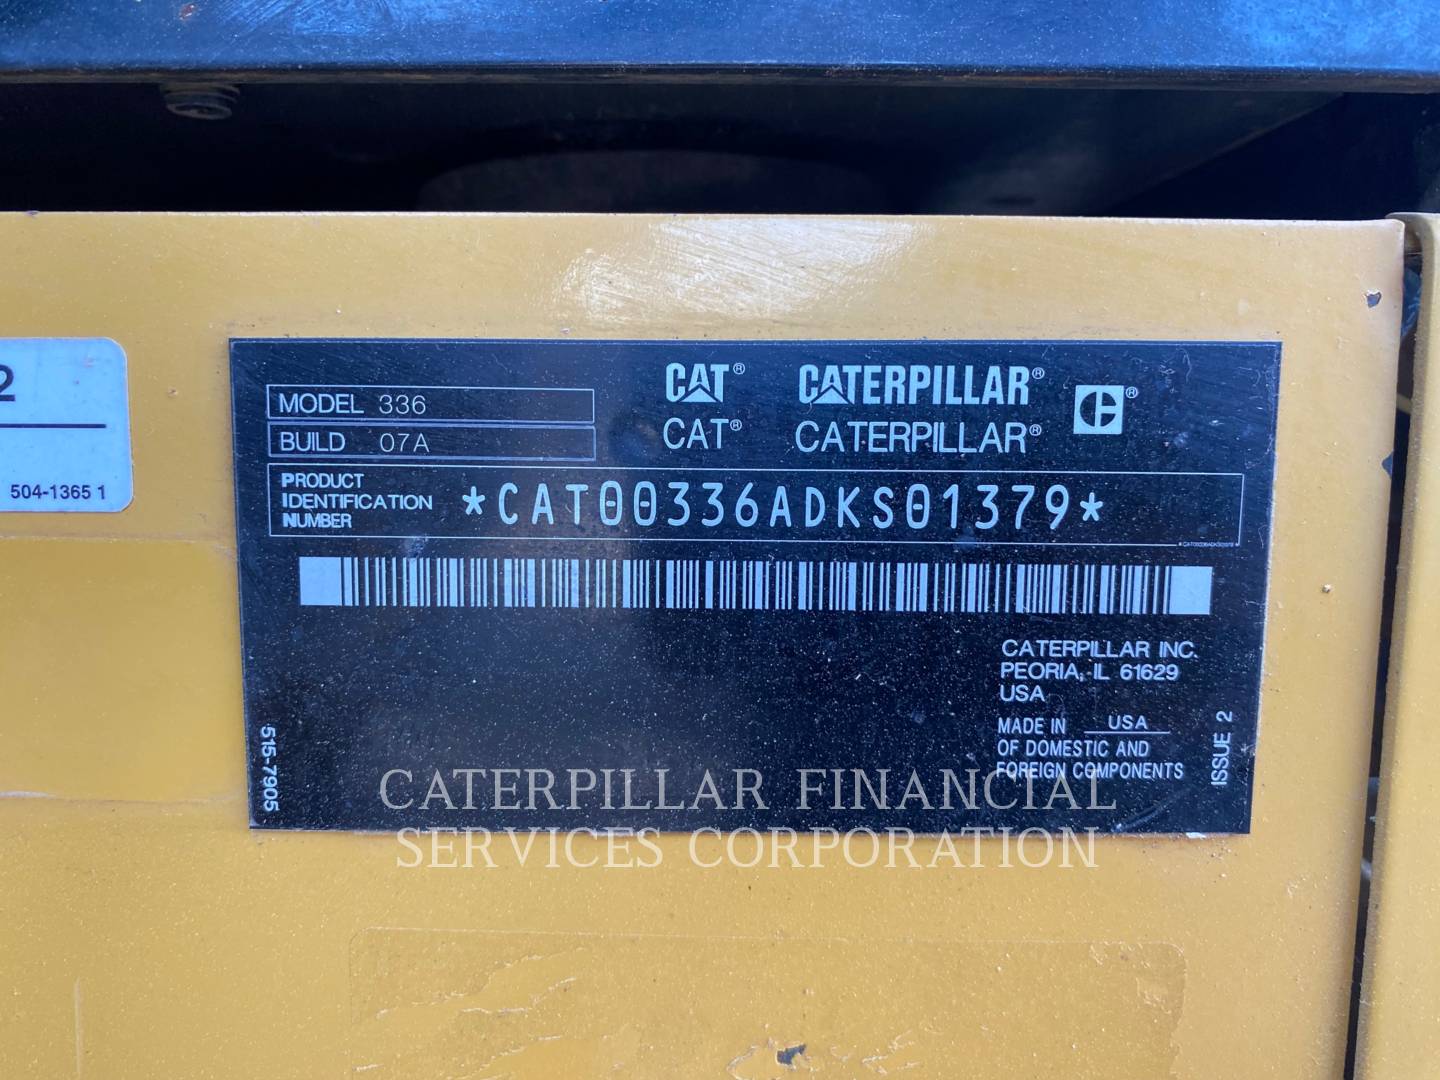 2
504-1365 1
MODEL 336
BUILD 07A
CAT® CATERPILLAR®
CAT® CATERPILLAR®
C ®
PRODUCT
IDENTIFICATION
NUMBER
*CAT00336ADKS01379*
*CAT00336ADKS01379*
CATERPILLAR INC.
PEORIA, IL 61629
USA
MADE IN USA
OF DOMESTIC AND
FOREIGN COMPONENTS
ISSUE 2
515-7905
CATERPILLAR FINANCIAL
SERVICES CORPORATION